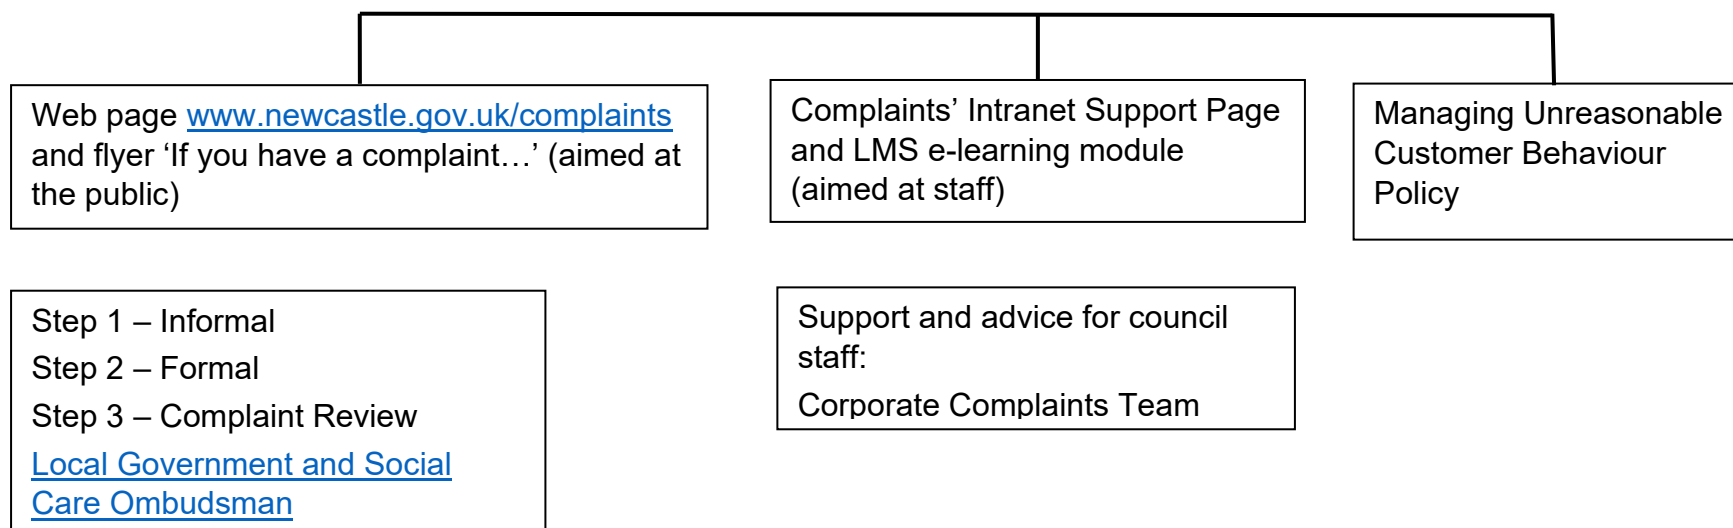 Web page www.newcastle.gov.uk/complaints
and flyer ‘If you have a complaint…’ (aimed at
the public)
Complaints’ Intranet Support Page
and LMS e-learning module
(aimed at staff)
Managing Unreasonable
Customer Behaviour
Policy
Step 1 – Informal
Step 2 – Formal
Step 3 – Complaint Review
Local Government and Social
Care Ombudsman
Support and advice for council
staff:
Corporate Complaints Team